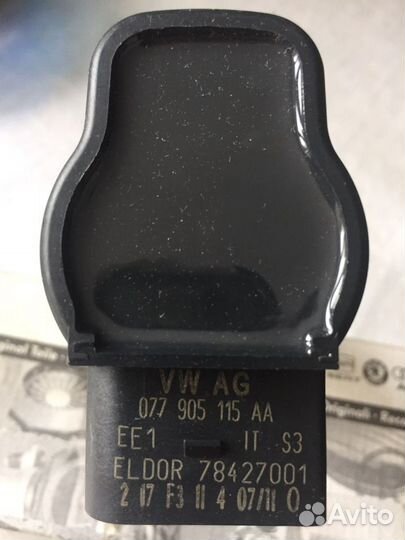 VW AG
077 905 115 AA
EE1 IT S3
ELDOR 78427001
2 17 F3 11 4 07/11 0
Avito